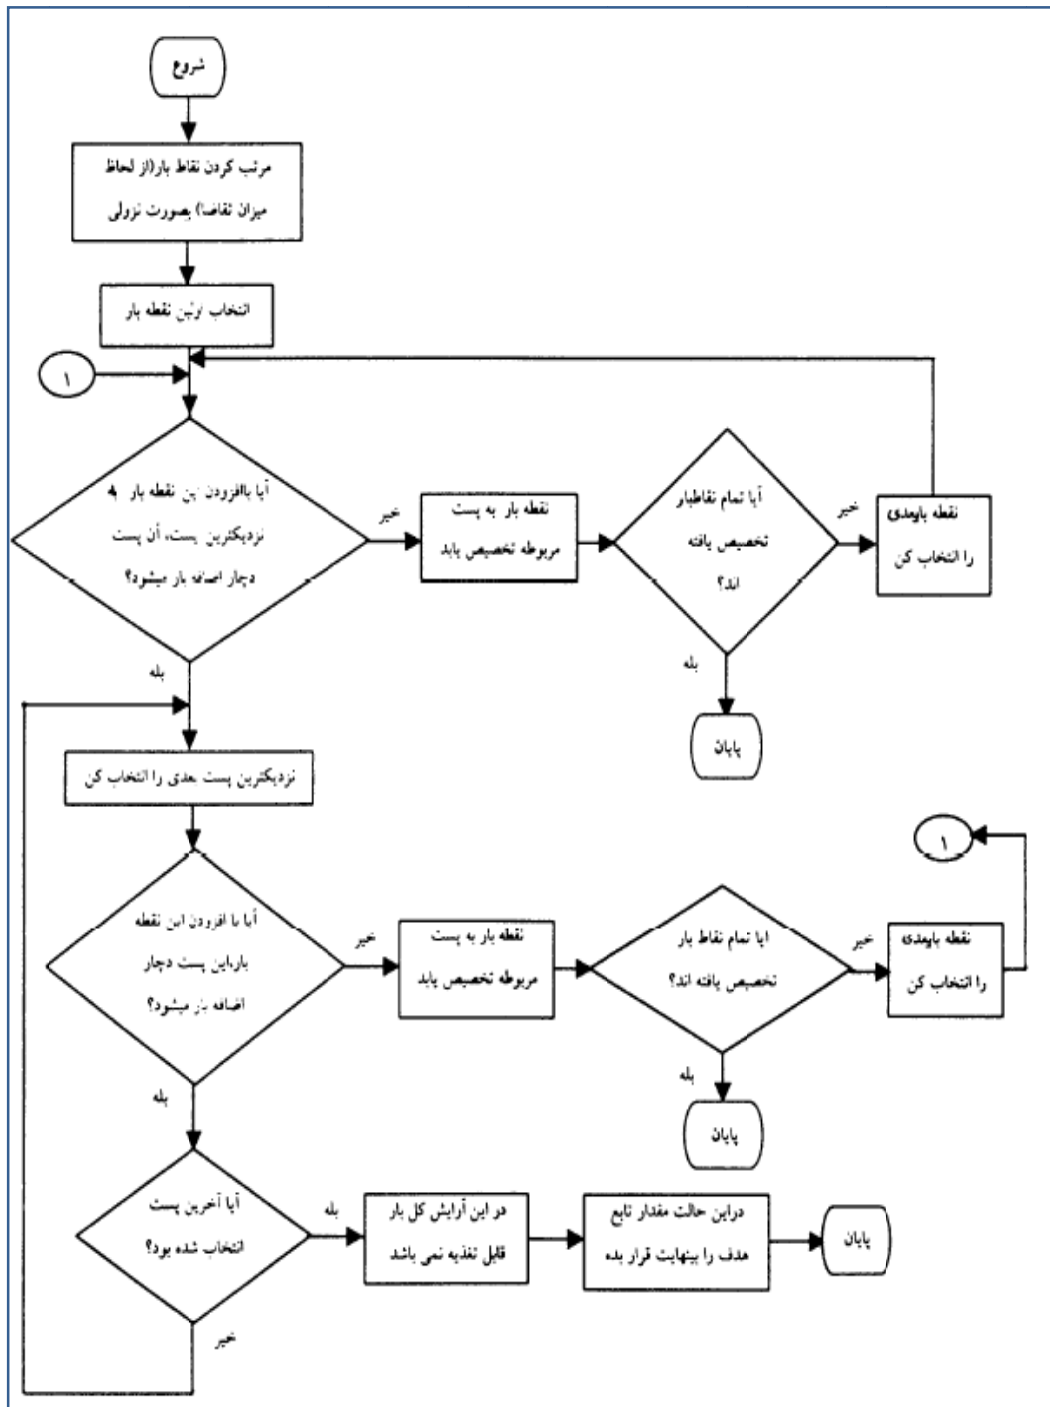 شروع
مرتب کردن نقاط بار(از لحاظ
میزان تقاضا) بصورت نزولی
انتخاب اولین نقطه بار
۱
آیا باافزودن این نقطه بار به
نزدیکترین پست، آن پست
دچار اضافه بار میشود؟
خیر
نقطه بار به پست
مربوطه تخصیص یابد
آیا تمام نقاطبار
تخصیص یافته
اند؟
خیر
نقطه باربعدی
را انتخاب کن
بله
پایان
بله
نزدیکترین پست بعدی را انتخاب کن
آیا با افزودن این نقطه
بار،این پست دچار
اضافه بار میشود؟
خیر
نقطه بار به پست
مربوطه تخصیص یابد
ایا تمام نقاط بار
تخصیص یافته اند؟
خیر
نقطه باربعدی
را انتخاب کن
۱
بله
پایان
بله
آیا آخرین پست
انتخاب شده بود؟
بله
در این آرایش کل بار
قابل تغذیه نمی باشد
دراین حالت مقدار تابع
هدف را بینهایت قرار بده
پایان
خیر